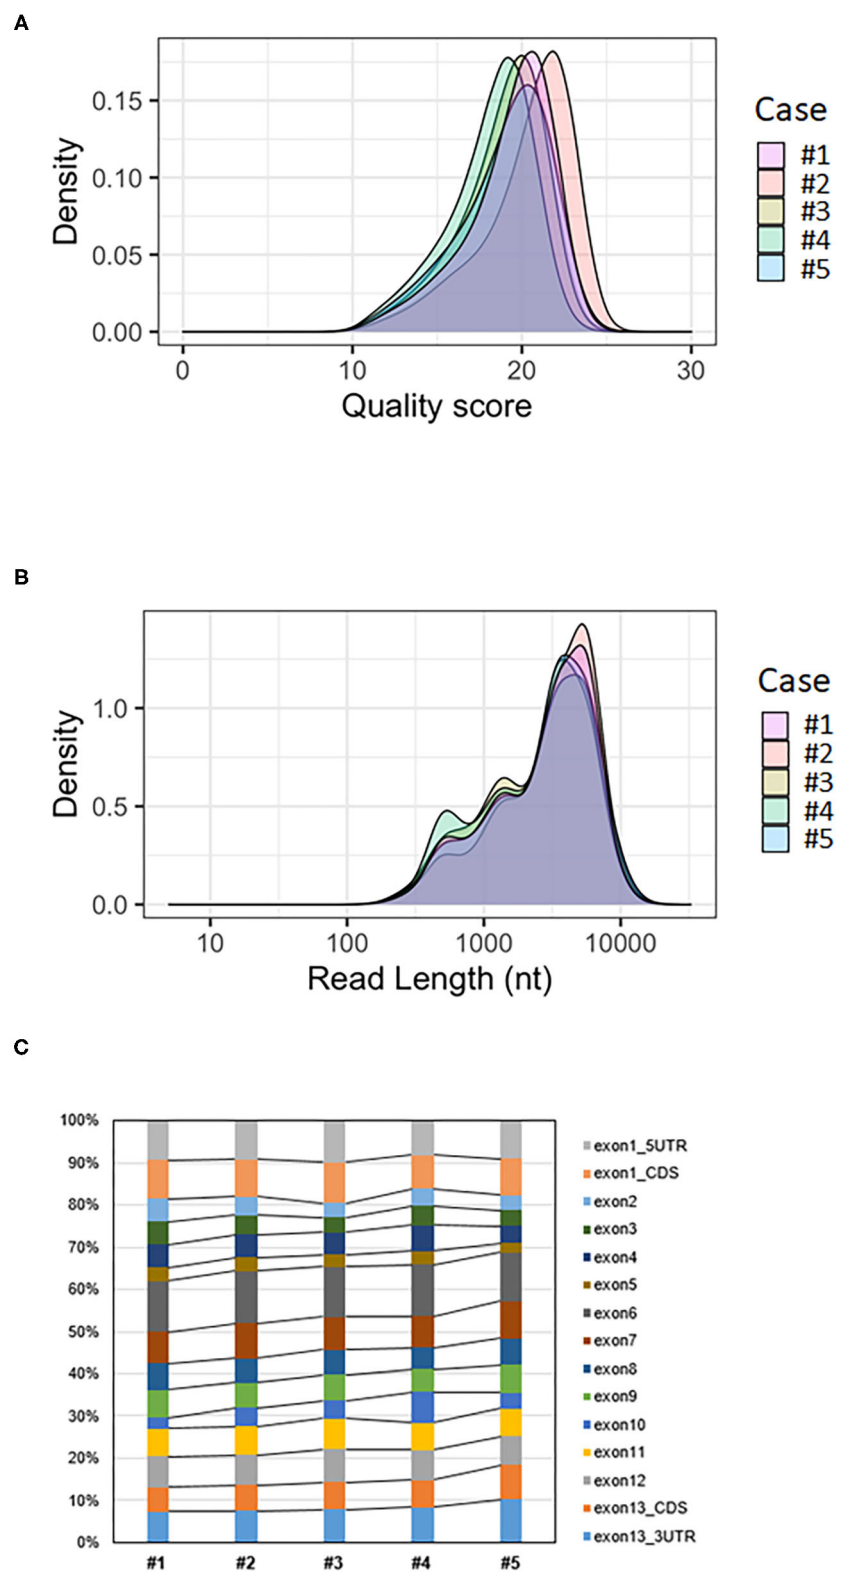 A
Density
0.15
0.10
0.05
0.00
0 10 20 30
Quality score
Case
#1
#2
#3
#4
#5
B
Density
1.0
0.5
0.0
10 100 1000 10000
Read Length (nt)
Case
#1
#2
#3
#4
#5
C
100%
90%
80%
70%
60%
50%
40%
30%
20%
10%
0%
#1 #2 #3 #4 #5
exon1_5UTR
exon1_CDS
exon2
exon3
exon4
exon5
exon6
exon7
exon8
exon9
exon10
exon11
exon12
exon13_CDS
exon13_3UTR